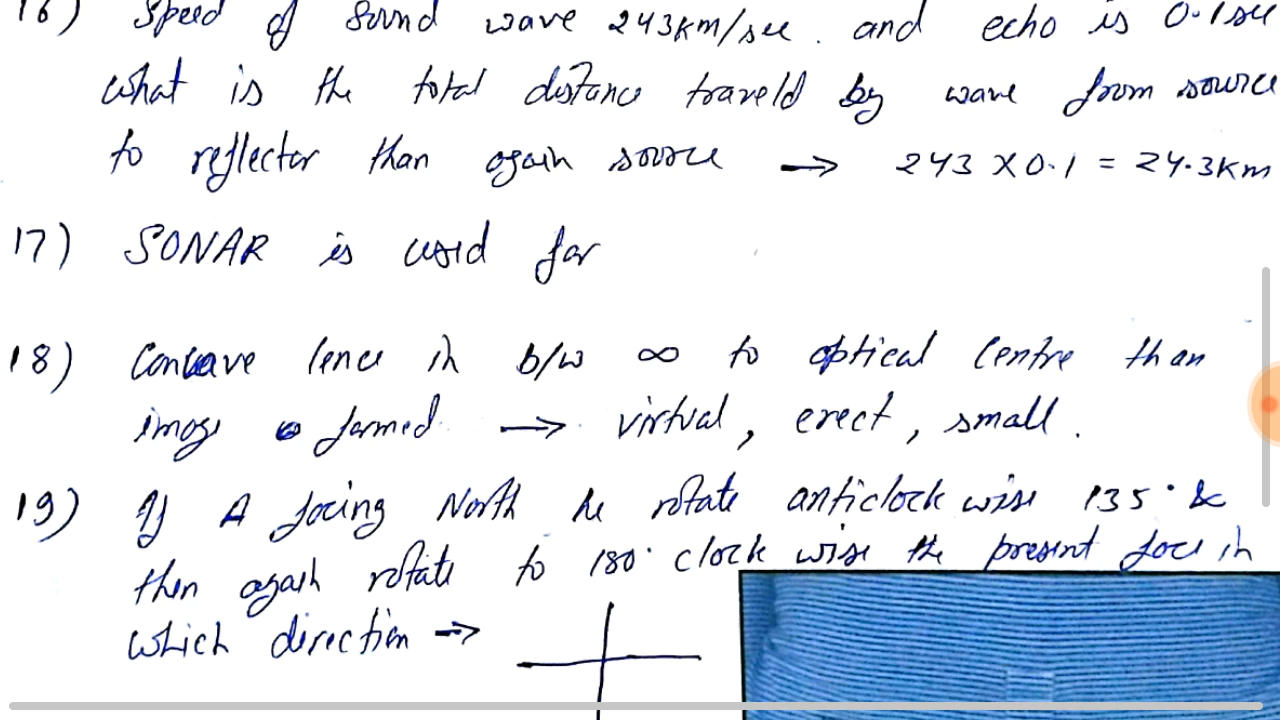 16) Speed of Sound wave 243km/sec. and echo is 0.1sec
what is the total distance traveld by wave from source
to reflector than again source → 243 X 0.1 = 24.3Km
17) SONAR is used for
18) Concave lence in b/w ∞ to optical Centre than
image formed → virtual, erect, small.
19) If A facing North he rotate anticlock wise 135° &
then again rotate to 180° clock wise the present face in
which direction →